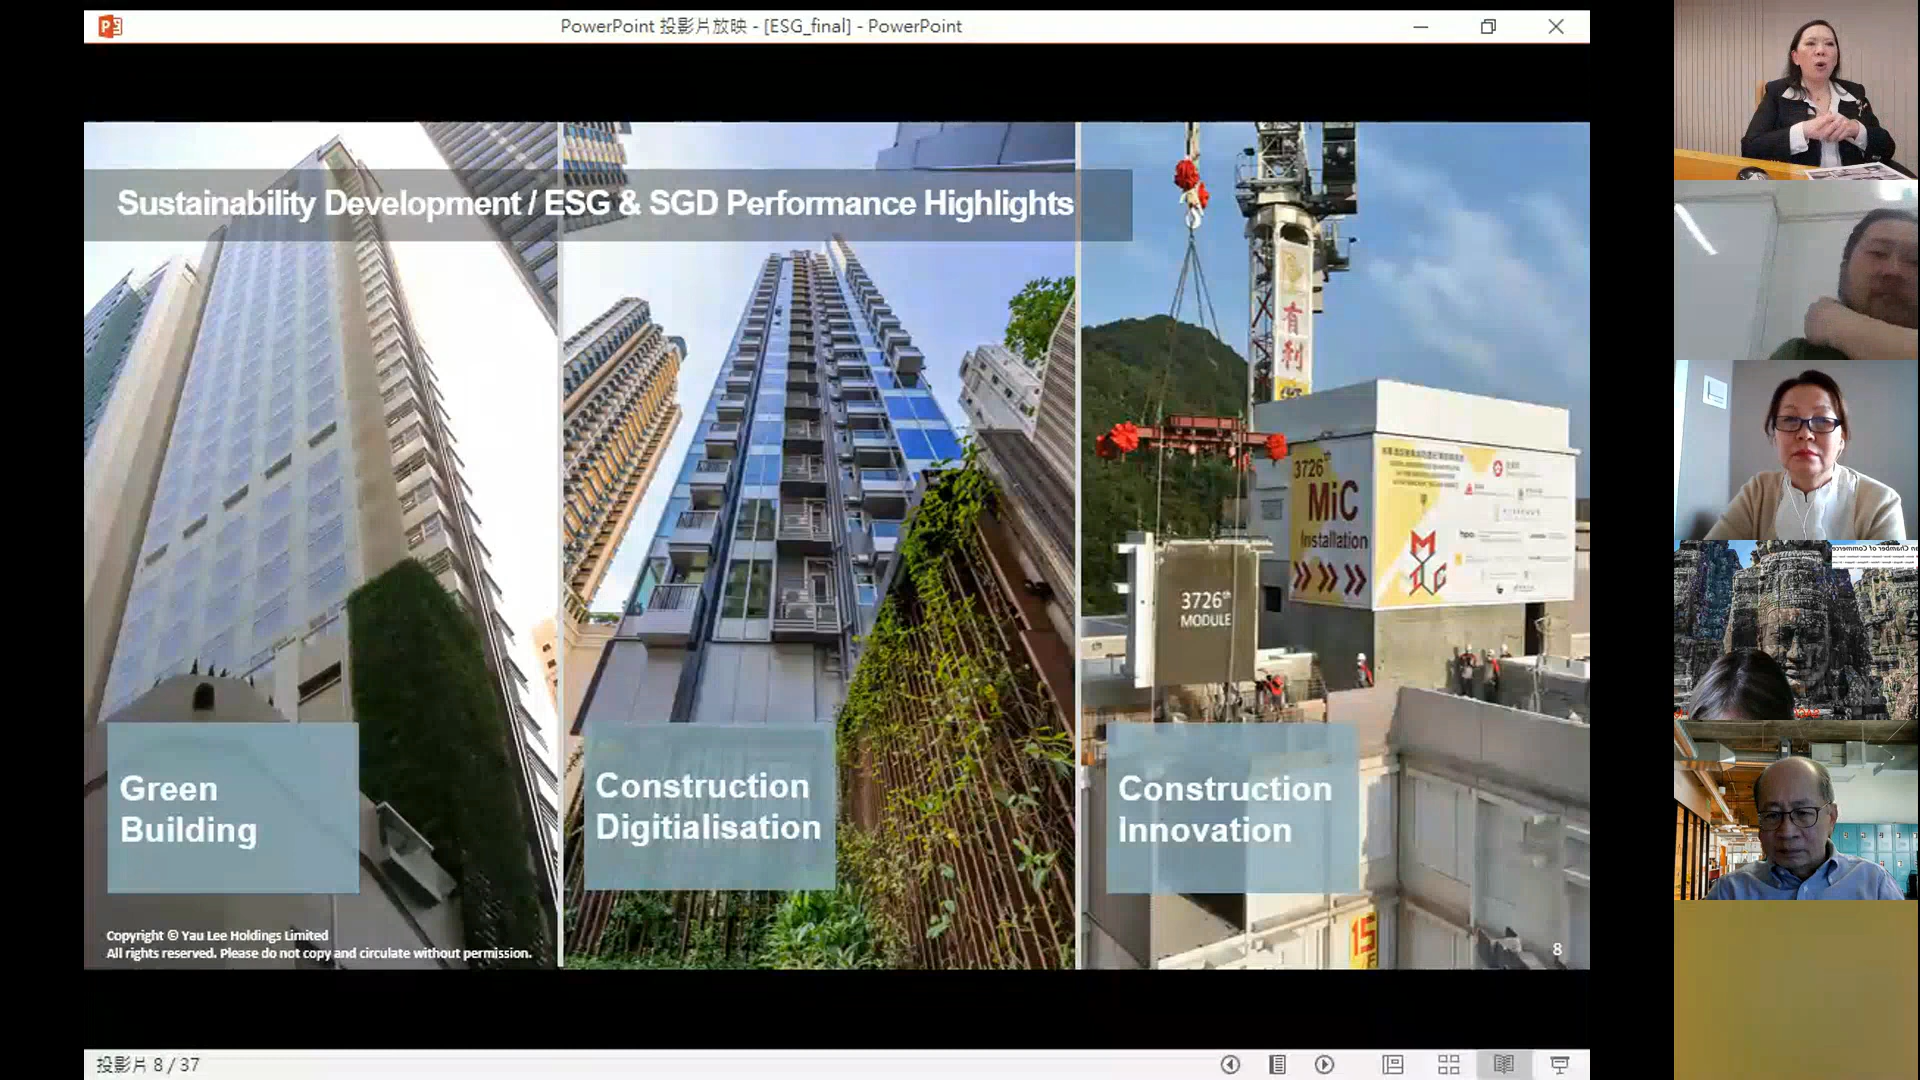 PowerPoint 投影片放映 - [ESG_final] - PowerPoint
Sustainability Development / ESG & SGD Performance Highlights
有利
3726th
MiC
Installation
3726th
MODULE
Green
Building
Construction
Digitialisation
Construction
Innovation
15
Copyright © Yau Lee Holdings Limited
All rights reserved. Please do not copy and circulate without permission.
8
投影片 8 / 37